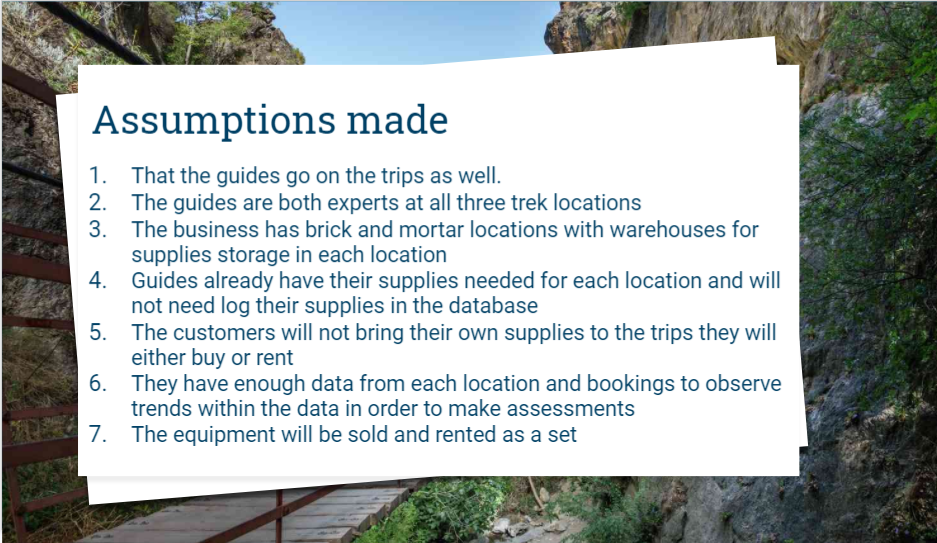 Assumptions made
1. That the guides go on the trips as well.
2. The guides are both experts at all three trek locations
3. The business has brick and mortar locations with warehouses for
supplies storage in each location
4. Guides already have their supplies needed for each location and will
not need log their supplies in the database
5. The customers will not bring their own supplies to the trips they will
either buy or rent
6. They have enough data from each location and bookings to observe
trends within the data in order to make assessments
7. The equipment will be sold and rented as a set